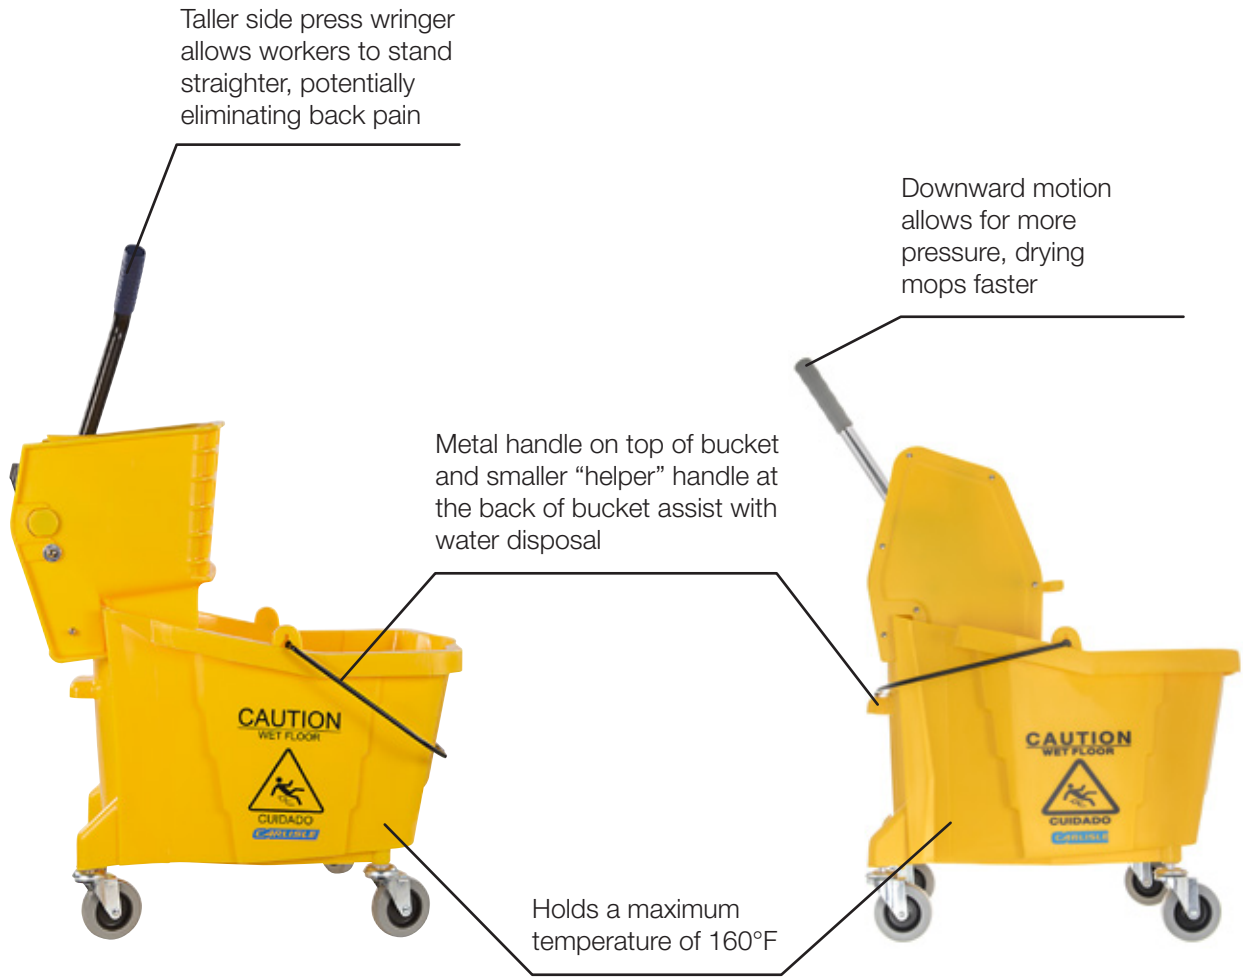 Taller side press wringer
allows workers to stand
straighter, potentially
eliminating back pain
Downward motion
allows for more
pressure, drying
mops faster
Metal handle on top of bucket
and smaller “helper” handle at
the back of bucket assist with
water disposal
CAUTION
WET FLOOR
CUIDADO
CARLISLE
CAUTION
WET FLOOR
CUIDADO
CARLISLE
Holds a maximum
temperature of 160°F